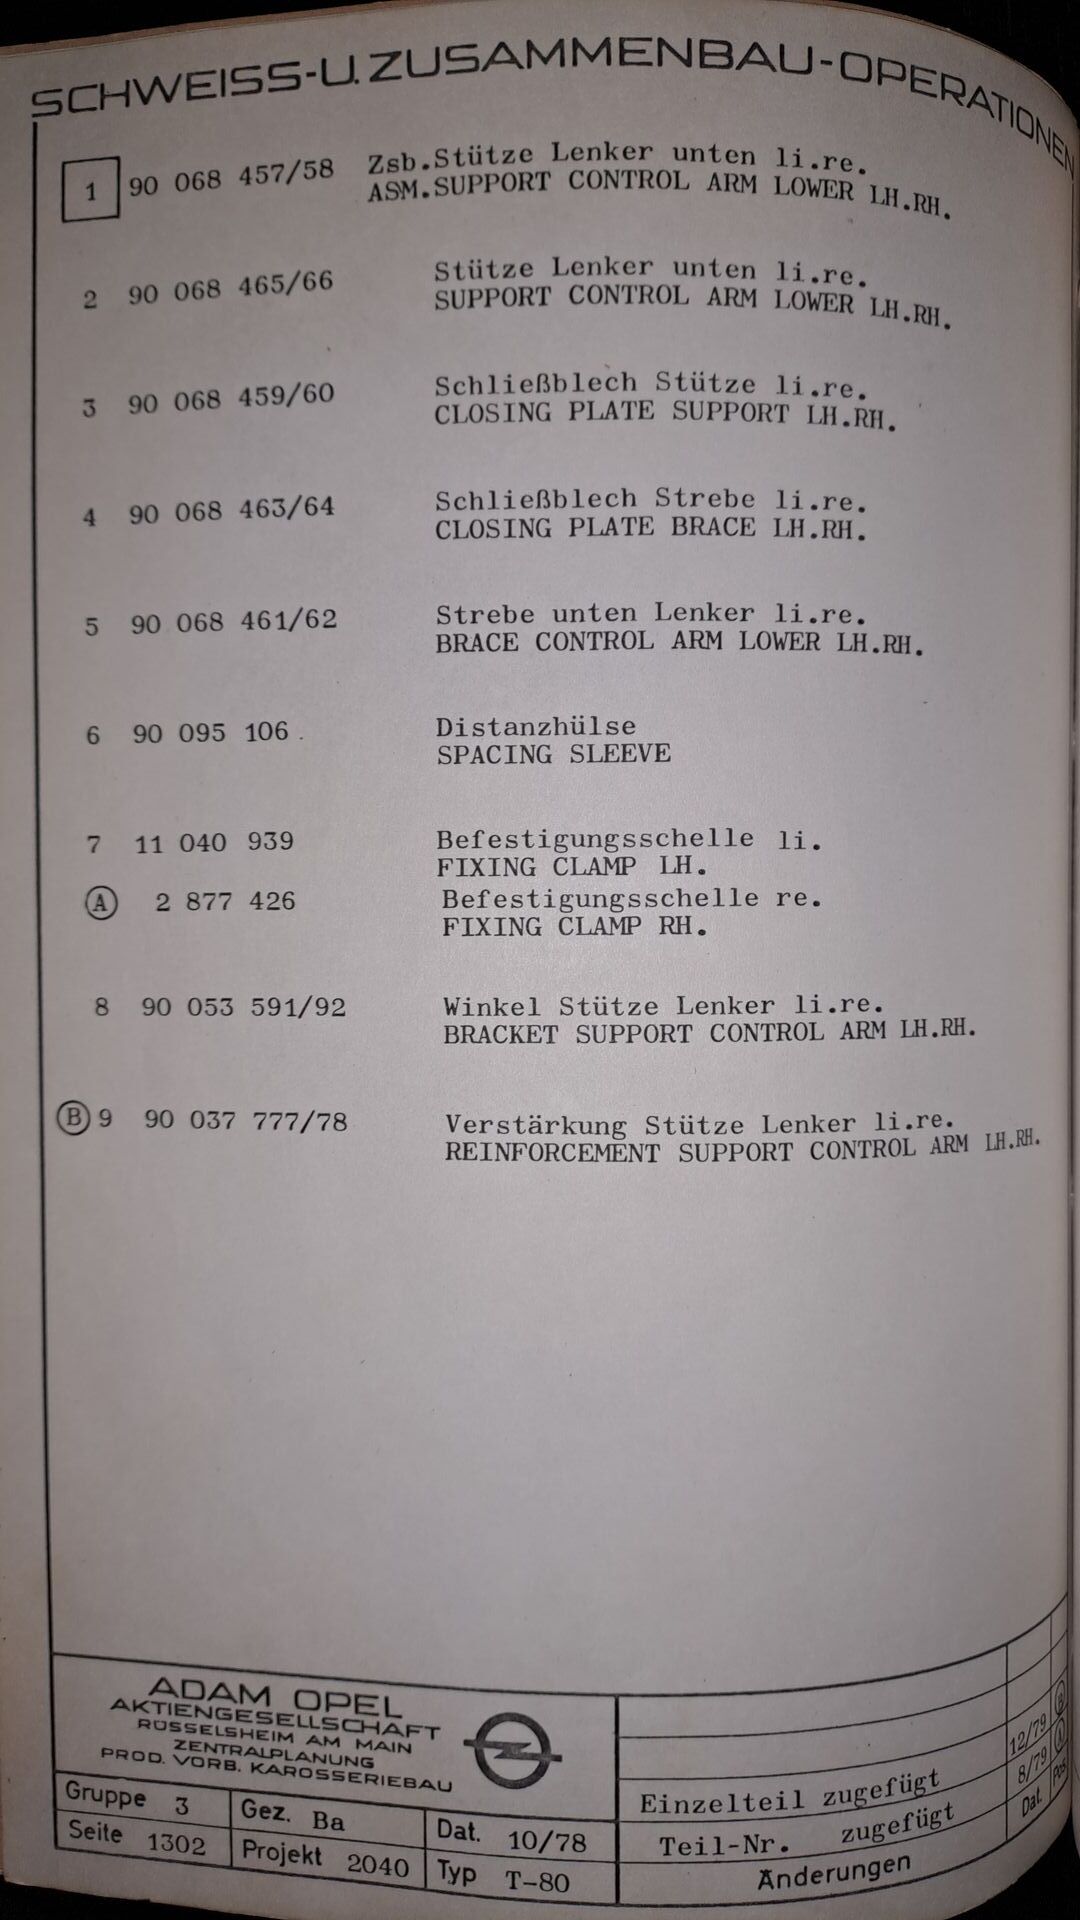 SCHWEISS-U.ZUSAMMENBAU-OPERATIONEN
1 90 068 457/58 Zsb.Stütze Lenker unten li.re.
ASM.SUPPORT CONTROL ARM LOWER LH.RH.
2 90 068 465/66 Stütze Lenker unten li.re.
SUPPORT CONTROL ARM LOWER LH.RH.
3 90 068 459/60 Schließblech Stütze li.re.
CLOSING PLATE SUPPORT LH.RH.
4 90 068 463/64 Schließblech Strebe li.re.
CLOSING PLATE BRACE LH.RH.
5 90 068 461/62 Strebe unten Lenker li.re.
BRACE CONTROL ARM LOWER LH.RH.
6 90 095 106 Distanzhülse
SPACING SLEEVE
7 11 040 939 Befestigungsschelle li.
FIXING CLAMP LH.
A 2 877 426 Befestigungsschelle re.
FIXING CLAMP RH.
8 90 053 591/92 Winkel Stütze Lenker li.re.
BRACKET SUPPORT CONTROL ARM LH.RH.
B 9 90 037 777/78 Verstärkung Stütze Lenker li.re.
REINFORCEMENT SUPPORT CONTROL ARM LH.RH.
ADAM OPEL
AKTIENGESELLSCHAFT
RÜSSELSHEIM AM MAIN
ZENTRALPLANUNG
PROD. VORB. KAROSSERIEBAU
Gruppe 3 Gez. Ba Dat. 10/78
Seite 1302 Projekt 2040 Typ T-80
Einzelteil zugefügt 12/79 B
Teil-Nr. zugefügt 8/79 A
Änderungen Dat. Pos.